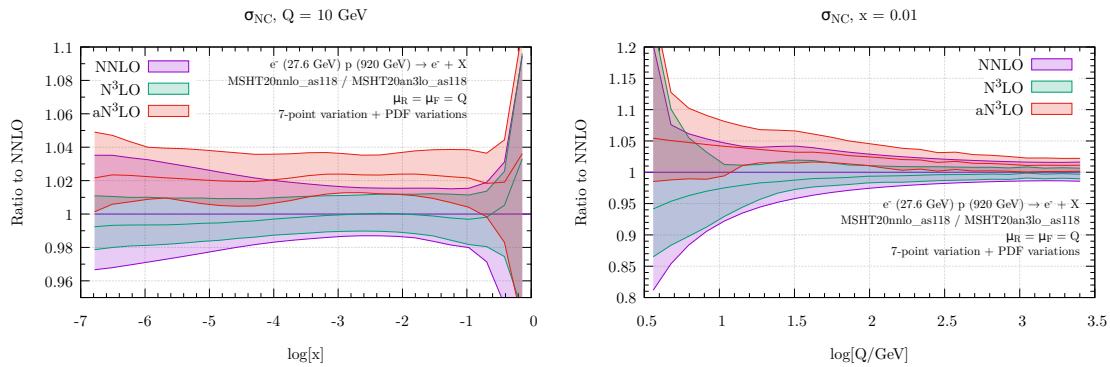 σNC, Q = 10 GeV
Ratio to NNLO
1.1
1.08
1.06
1.04
1.02
1
0.98
0.96
NNLO
N³LO
aN³LO
e⁻ (27.6 GeV) p (920 GeV) → e⁻ + X
MSHT20nnlo_as118 / MSHT20an3lo_as118
μR = μF = Q
7-point variation + PDF variations
-7 -6 -5 -4 -3 -2 -1 0
log[x]
σNC, x = 0.01
Ratio to NNLO
1.2
1.15
1.1
1.05
1
0.95
0.9
0.85
0.8
NNLO
N³LO
aN³LO
e⁻ (27.6 GeV) p (920 GeV) → e⁻ + X
MSHT20nnlo_as118 / MSHT20an3lo_as118
μR = μF = Q
7-point variation + PDF variations
0.5 1 1.5 2 2.5 3 3.5
log[Q/GeV]